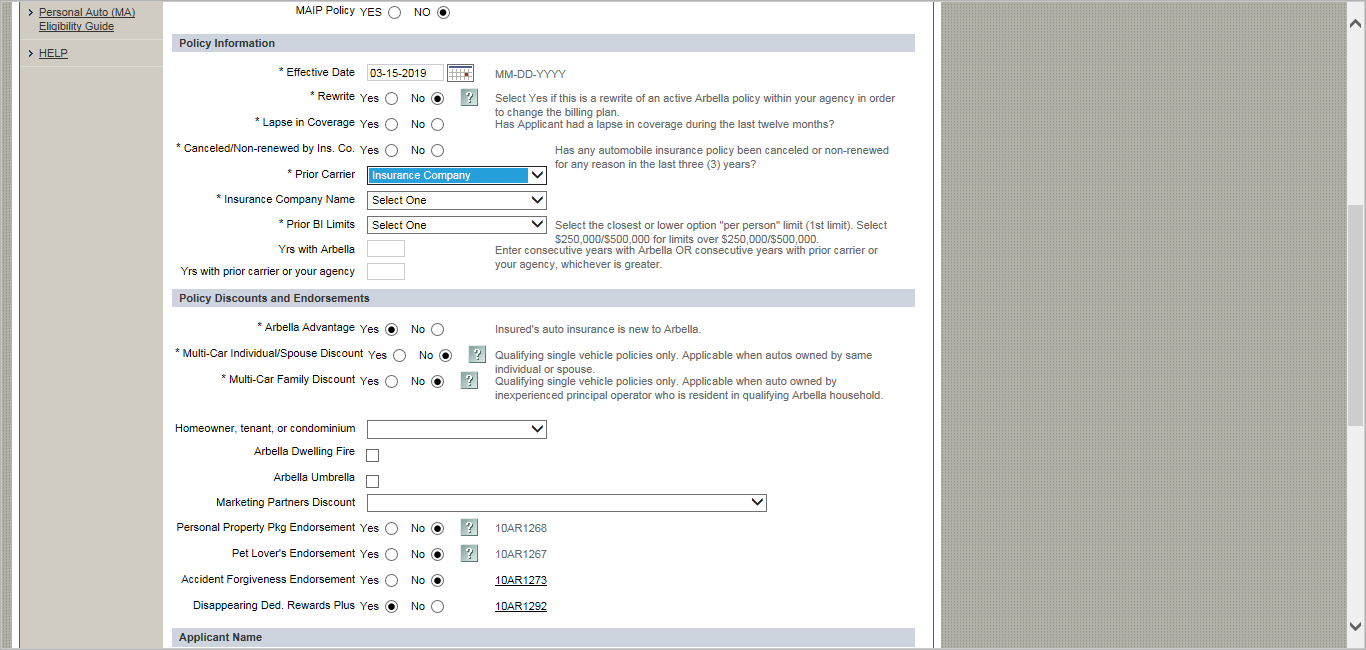 Personal Auto (MA)
Eligibility Guide
HELP
MAIP Policy YES NO
Policy Information
* Effective Date 03-15-2019 MM-DD-YYYY
* Rewrite Yes No ? Select Yes if this is a rewrite of an active Arbella policy within your agency in order
to change the billing plan.
* Lapse in Coverage Yes No Has Applicant had a lapse in coverage during the last twelve months?
* Canceled/Non-renewed by Ins. Co. Yes No Has any automobile insurance policy been canceled or non-renewed
for any reason in the last three (3) years?
* Prior Carrier Insurance Company
* Insurance Company Name Select One
* Prior BI Limits Select One Select the closest or lower option "per person" limit (1st limit). Select
$250,000/$500,000 for limits over $250,000/$500,000.
Yrs with Arbella Enter consecutive years with Arbella OR consecutive years with prior carrier or
your agency, whichever is greater.
Yrs with prior carrier or your agency
Policy Discounts and Endorsements
* Arbella Advantage Yes No Insured's auto insurance is new to Arbella.
* Multi-Car Individual/Spouse Discount Yes No ? Qualifying single vehicle policies only. Applicable when autos owned by same
individual or spouse.
* Multi-Car Family Discount Yes No ? Qualifying single vehicle policies only. Applicable when auto owned by
inexperienced principal operator who is resident in qualifying Arbella household.
Homeowner, tenant, or condominium
Arbella Dwelling Fire
Arbella Umbrella
Marketing Partners Discount
Personal Property Pkg Endorsement Yes No ? 10AR1268
Pet Lover's Endorsement Yes No ? 10AR1267
Accident Forgiveness Endorsement Yes No 10AR1273
Disappearing Ded. Rewards Plus Yes No 10AR1292
Applicant Name